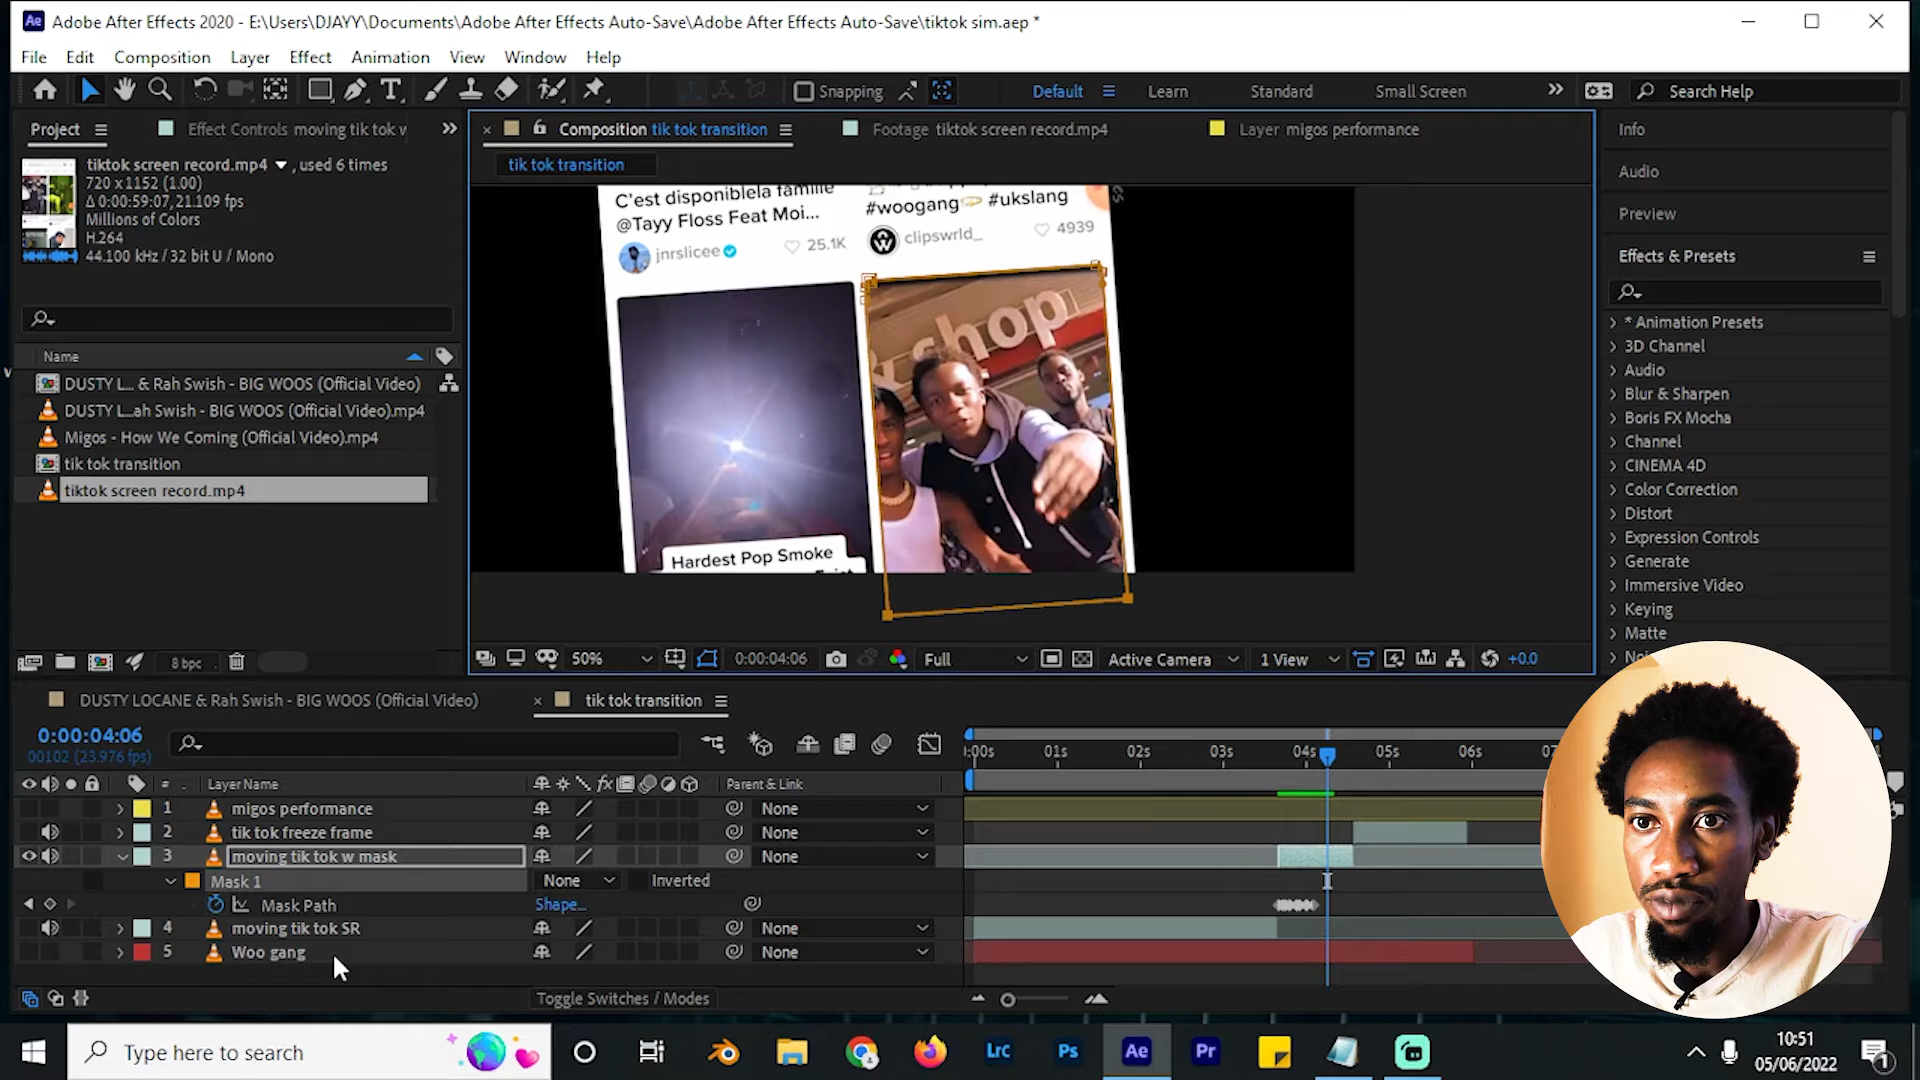 Adobe After Effects 2020 - E:\Users\DJAYY\Documents\Adobe After Effects Auto-Save\Adobe After Effects Auto-Save\tiktok sim.aep *
File Edit Composition Layer Effect Animation View Window Help
Snapping Default Learn Standard Small Screen Search Help
Project Effect Controls moving tik tok w
Composition tik tok transition Footage tiktok screen record.mp4 Layer migos performance
tik tok transition
tiktok screen record.mp4 , used 6 times
720 x1152 (1.00)
Δ 0:00:59:07, 21.109 fps
Millions of Colors
H.264
44.100 kHz / 32 bit U / Mono
Name
DUSTY L... & Rah Swish - BIG WOOS (Official Video)
DUSTY L...ah Swish - BIG WOOS (Official Video).mp4
Migos - How We Coming (Official Video).mp4
tik tok transition
tiktok screen record.mp4
8 bpc
C'est disponiblela famille
@Tayy Floss Feat Moi...
jnrslicee 25.1K
#woogang #ukslang
clipswrld_ 4939
& shop
Hardest Pop Smoke
50% 0:00:04:06 Full Active Camera 1 View +0.0
Info
Audio
Preview
Effects & Presets
* Animation Presets
3D Channel
Audio
Blur & Sharpen
Boris FX Mocha
Channel
CINEMA 4D
Color Correction
Distort
Expression Controls
Generate
Immersive Video
Keying
Matte
DUSTY LOCANE & Rah Swish - BIG WOOS (Official Video) tik tok transition
0:00:04:06
00102 (23.976 fps)
:00s 01s 02s 03s 04s 05s 06s
# Layer Name Parent & Link
1 migos performance None
2 tik tok freeze frame None
3 moving tik tok w mask None
Mask 1 None Inverted
Mask Path Shape...
4 moving tik tok SR None
5 Woo gang None
Toggle Switches / Modes
Type here to search
LrC Ps Ae Pr
10:51
05/06/2022
1